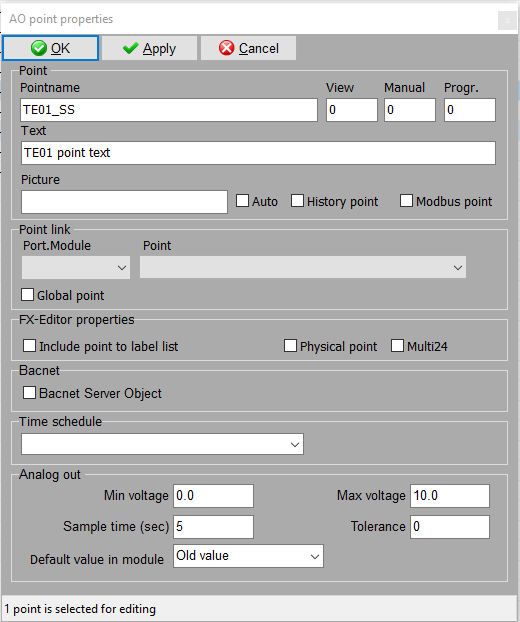 AO point properties
OK Apply Cancel
Point
Pointname View Manual Progr.
TE01_SS 0 0 0
Text
TE01 point text
Picture
Auto History point Modbus point
Point link
Port.Module Point
Global point
FX-Editor properties
Include point to label list Physical point Multi24
Bacnet
Bacnet Server Object
Time schedule
Analog out
Min voltage 0.0 Max voltage 10.0
Sample time (sec) 5 Tolerance 0
Default value in module Old value
1 point is selected for editing